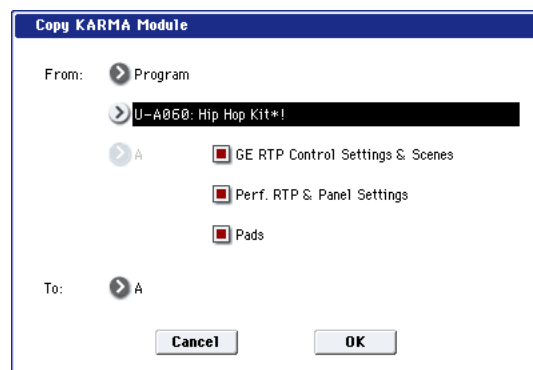 Copy KARMA Module
From: Program
U-A060: Hip Hop Kit*!
A GE RTP Control Settings & Scenes
Perf. RTP & Panel Settings
Pads
To: A
Cancel OK